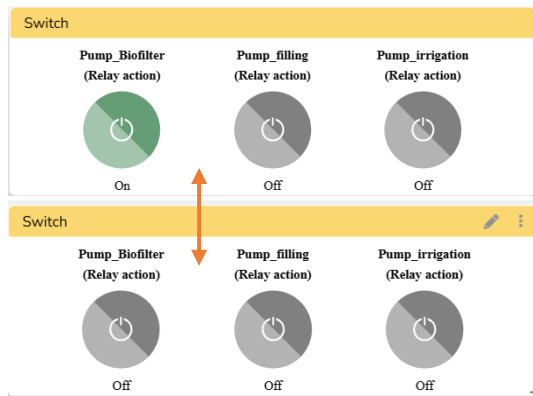 Switch
Pump_Biofilter Pump_filling Pump_irrigation
(Relay action) (Relay action) (Relay action)
On Off Off
Switch
Pump_Biofilter Pump_filling Pump_irrigation
(Relay action) (Relay action) (Relay action)
Off Off Off